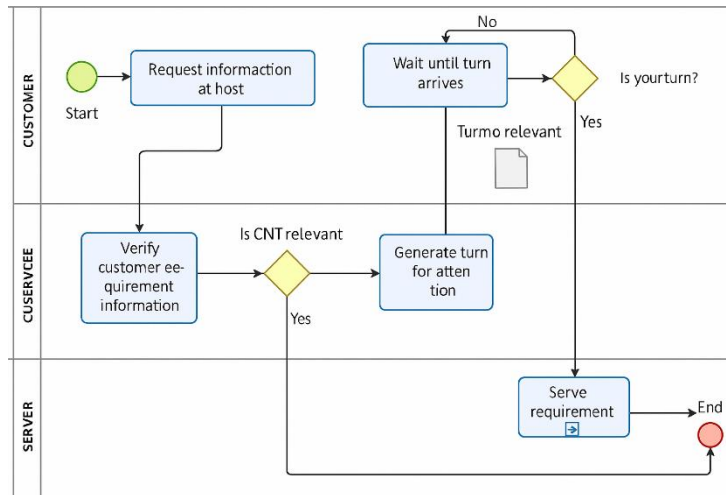 CUSTOMER
Start
Request informaction
at host
No
Wait until turn
arrives
Is yourturn?
Yes
Turmo relevant
CUSERVCEE
Verify
customer ee-
quirement
information
Is CNT relevant
Yes
Generate turn
for atten
tion
SERVER
Serve
requirement
End